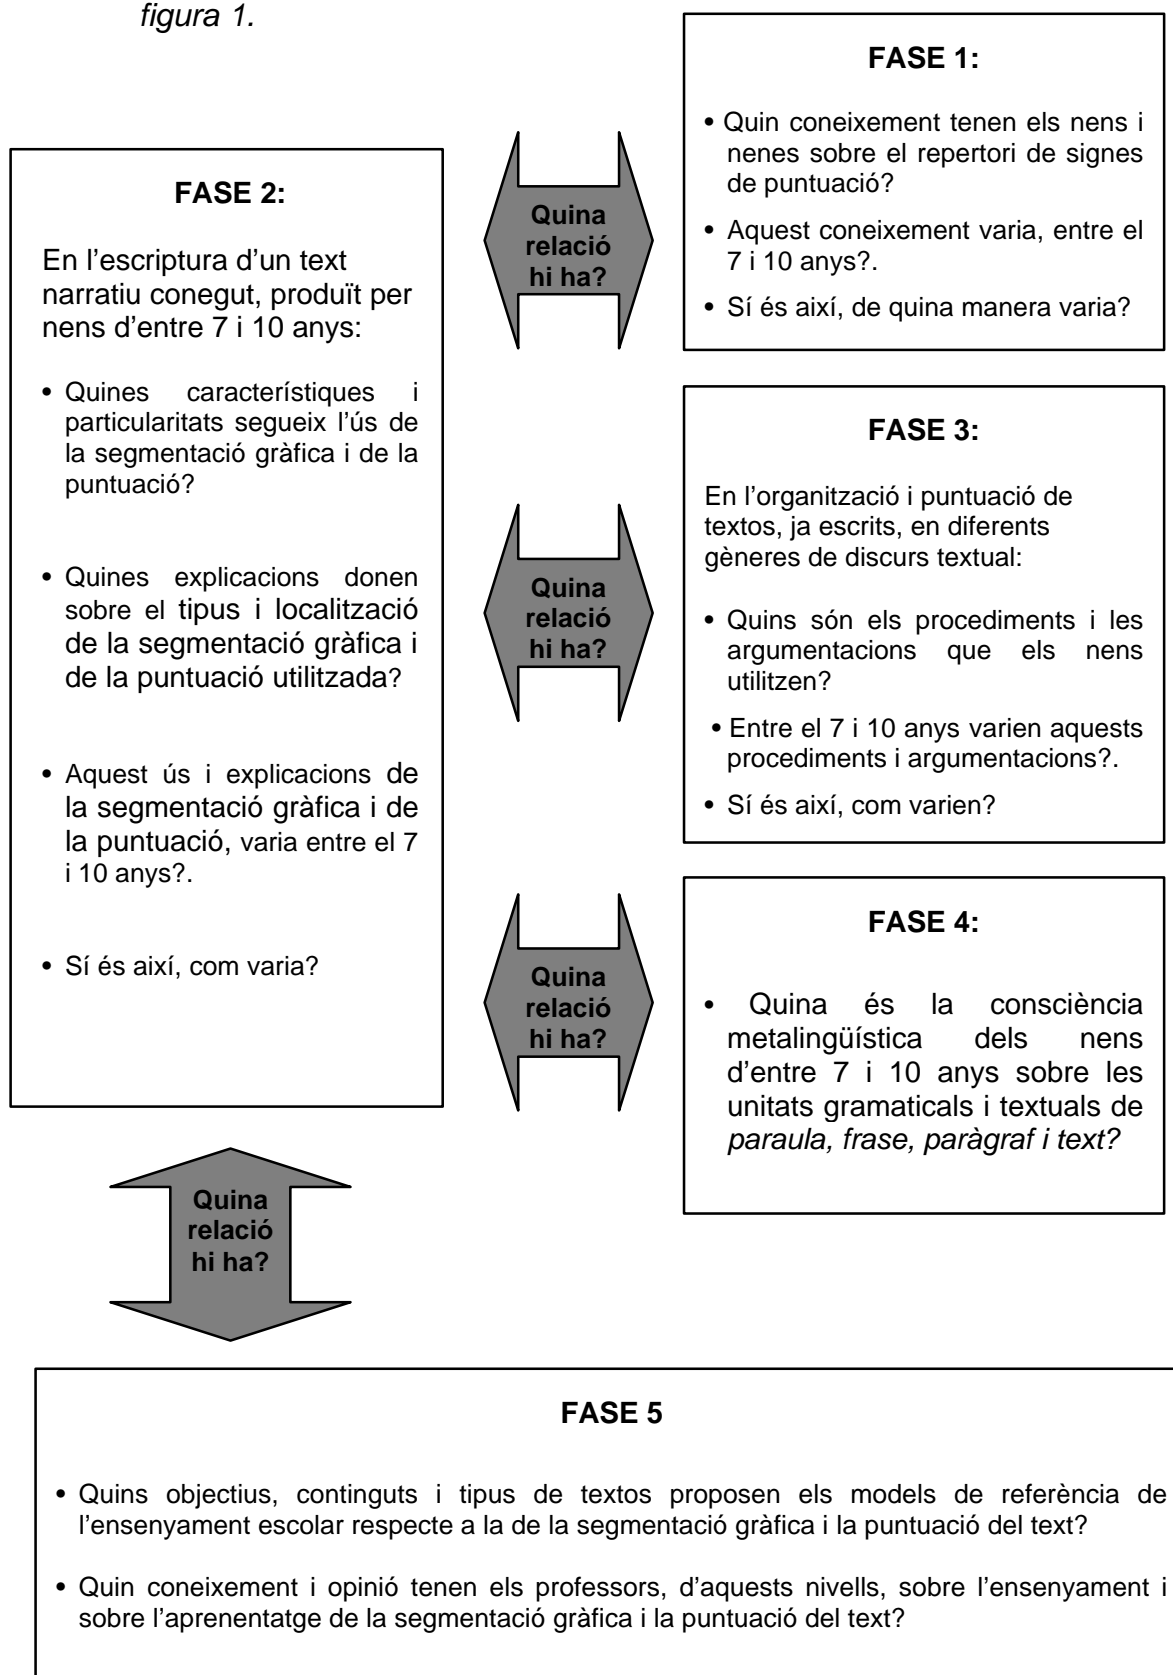 figura 1.
FASE 1:
• Quin coneixement tenen els nens i
nenes sobre el repertori de signes
de puntuació?
• Aquest coneixement varia, entre el
7 i 10 anys?.
• Sí és així, de quina manera varia?
FASE 2:
En l’escriptura d’un text
narratiu conegut, produït per
nens d’entre 7 i 10 anys:
• Quines característiques i
particularitats segueix l’ús de
la segmentació gràfica i de la
puntuació?
• Quines explicacions donen
sobre el tipus i localització
de la segmentació gràfica i
de la puntuació utilitzada?
• Aquest ús i explicacions de
la segmentació gràfica i de
la puntuació, varia entre el 7
i 10 anys?.
• Sí és així, com varia?
Quina
relació
hi ha?
FASE 3:
En l’organització i puntuació de
textos, ja escrits, en diferents
gèneres de discurs textual:
• Quins són els procediments i les
argumentacions que els nens
utilitzen?
• Entre el 7 i 10 anys varien aquests
procediments i argumentacions?.
• Sí és així, com varien?
Quina
relació
hi ha?
FASE 4:
• Quina és la consciència
metalingüística dels nens
d’entre 7 i 10 anys sobre les
unitats gramaticals i textuals de
paraula, frase, paràgraf i text?
Quina
relació
hi ha?
Quina
relació
hi ha?
FASE 5
• Quins objectius, continguts i tipus de textos proposen els models de referència de
l’ensenyament escolar respecte a la de la segmentació gràfica i la puntuació del text?
• Quin coneixement i opinió tenen els professors, d’aquests nivells, sobre l’ensenyament i
sobre l’aprenentatge de la segmentació gràfica i la puntuació del text?